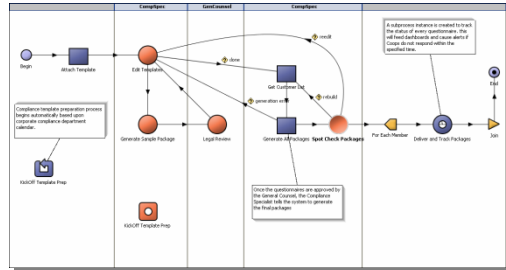 CompSpec
GenCounsel
CompSpec
A subprocess instance is created to track
the status of every questionnaire. this
will feed dashboards and cause alerts if
Coops do not respond within the
specified time.
credit
done
Begin
Attach Template
Edit Templates
End
Get Customer List
rebuild
generation error
Compliance template preparation process
begins automatically based upon
corporate compliance department
calendar.
Generate Sample Package
Legal Review
Generate All Packages
Spot Check Packages
For Each Member
Deliver and Track Packages
Join
KickOff Template Prep
Once the questionnaires are approved by
the General Counsel, the Compliance
Specialist tells the system to generate
the final packages
KickOff Template Prep